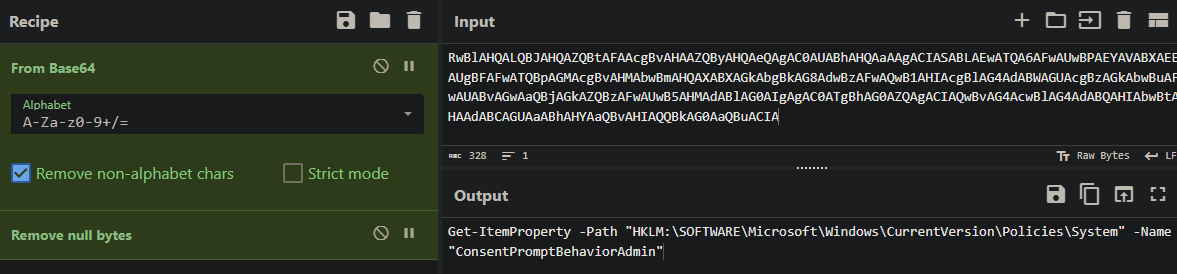 Recipe
From Base64
Alphabet
A-Za-z0-9+/=
Remove non-alphabet chars
Strict mode
Remove null bytes
Input
RwBlAHQALQBJAHQAZQBtAFAAcgBvAHAAZQByAHQAeQAgAC0AUABhAHQAaAAgACIASABLAEwATQA6AFwAUwBPAEYAVABXAEE
AUgBFAFwATQBpAGMAcgBvAHMAbwBmAHQAXABXAGkAbgBkAG8AdwBzAFwAQwB1AHIAcgBlAG4AdABWAGUAcgBzAGkAbwBuAF
wAUABvAGwAaQBjAGkAZQBzAFwAUwB5AHMAdABlAG0AIgAgAC0ATgBhAG0AZQAgACIAQwBvAG4AcwBlAG4AdABQAHIAbwBtA
HAAdABCAGUAaABhAHYAaQBvAHIAQQBkAG0AaQBuACIA
ABC 328 1 Tr Raw Bytes LF
Output
Get-ItemProperty -Path "HKLM:\SOFTWARE\Microsoft\Windows\CurrentVersion\Policies\System" -Name
"ConsentPromptBehaviorAdmin"